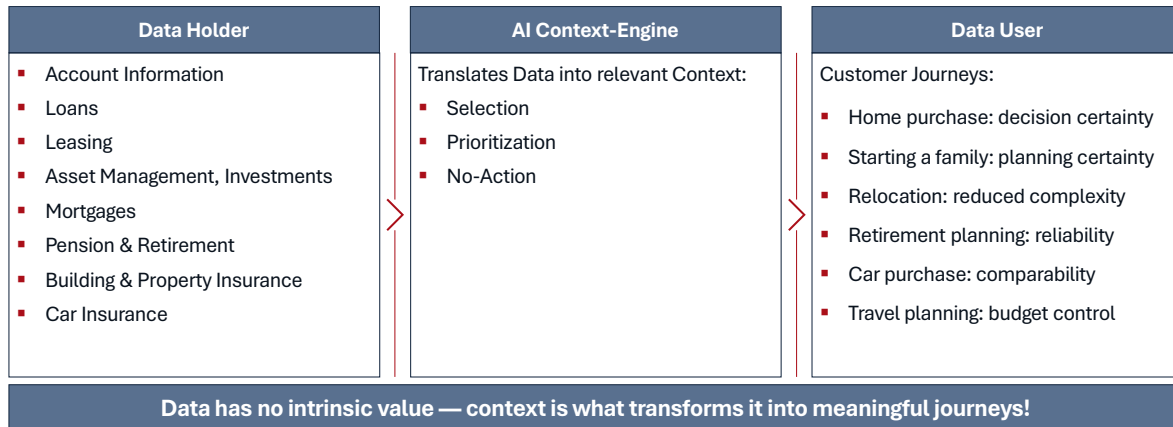 Data Holder
Account Information
Loans
Leasing
Asset Management, Investments
Mortgages
Pension & Retirement
Building & Property Insurance
Car Insurance
AI Context-Engine
Translates Data into relevant Context:
Selection
Prioritization
No-Action
Data User
Customer Journeys:
Home purchase: decision certainty
Starting a family: planning certainty
Relocation: reduced complexity
Retirement planning: reliability
Car purchase: comparability
Travel planning: budget control
Data has no intrinsic value — context is what transforms it into meaningful journeys!